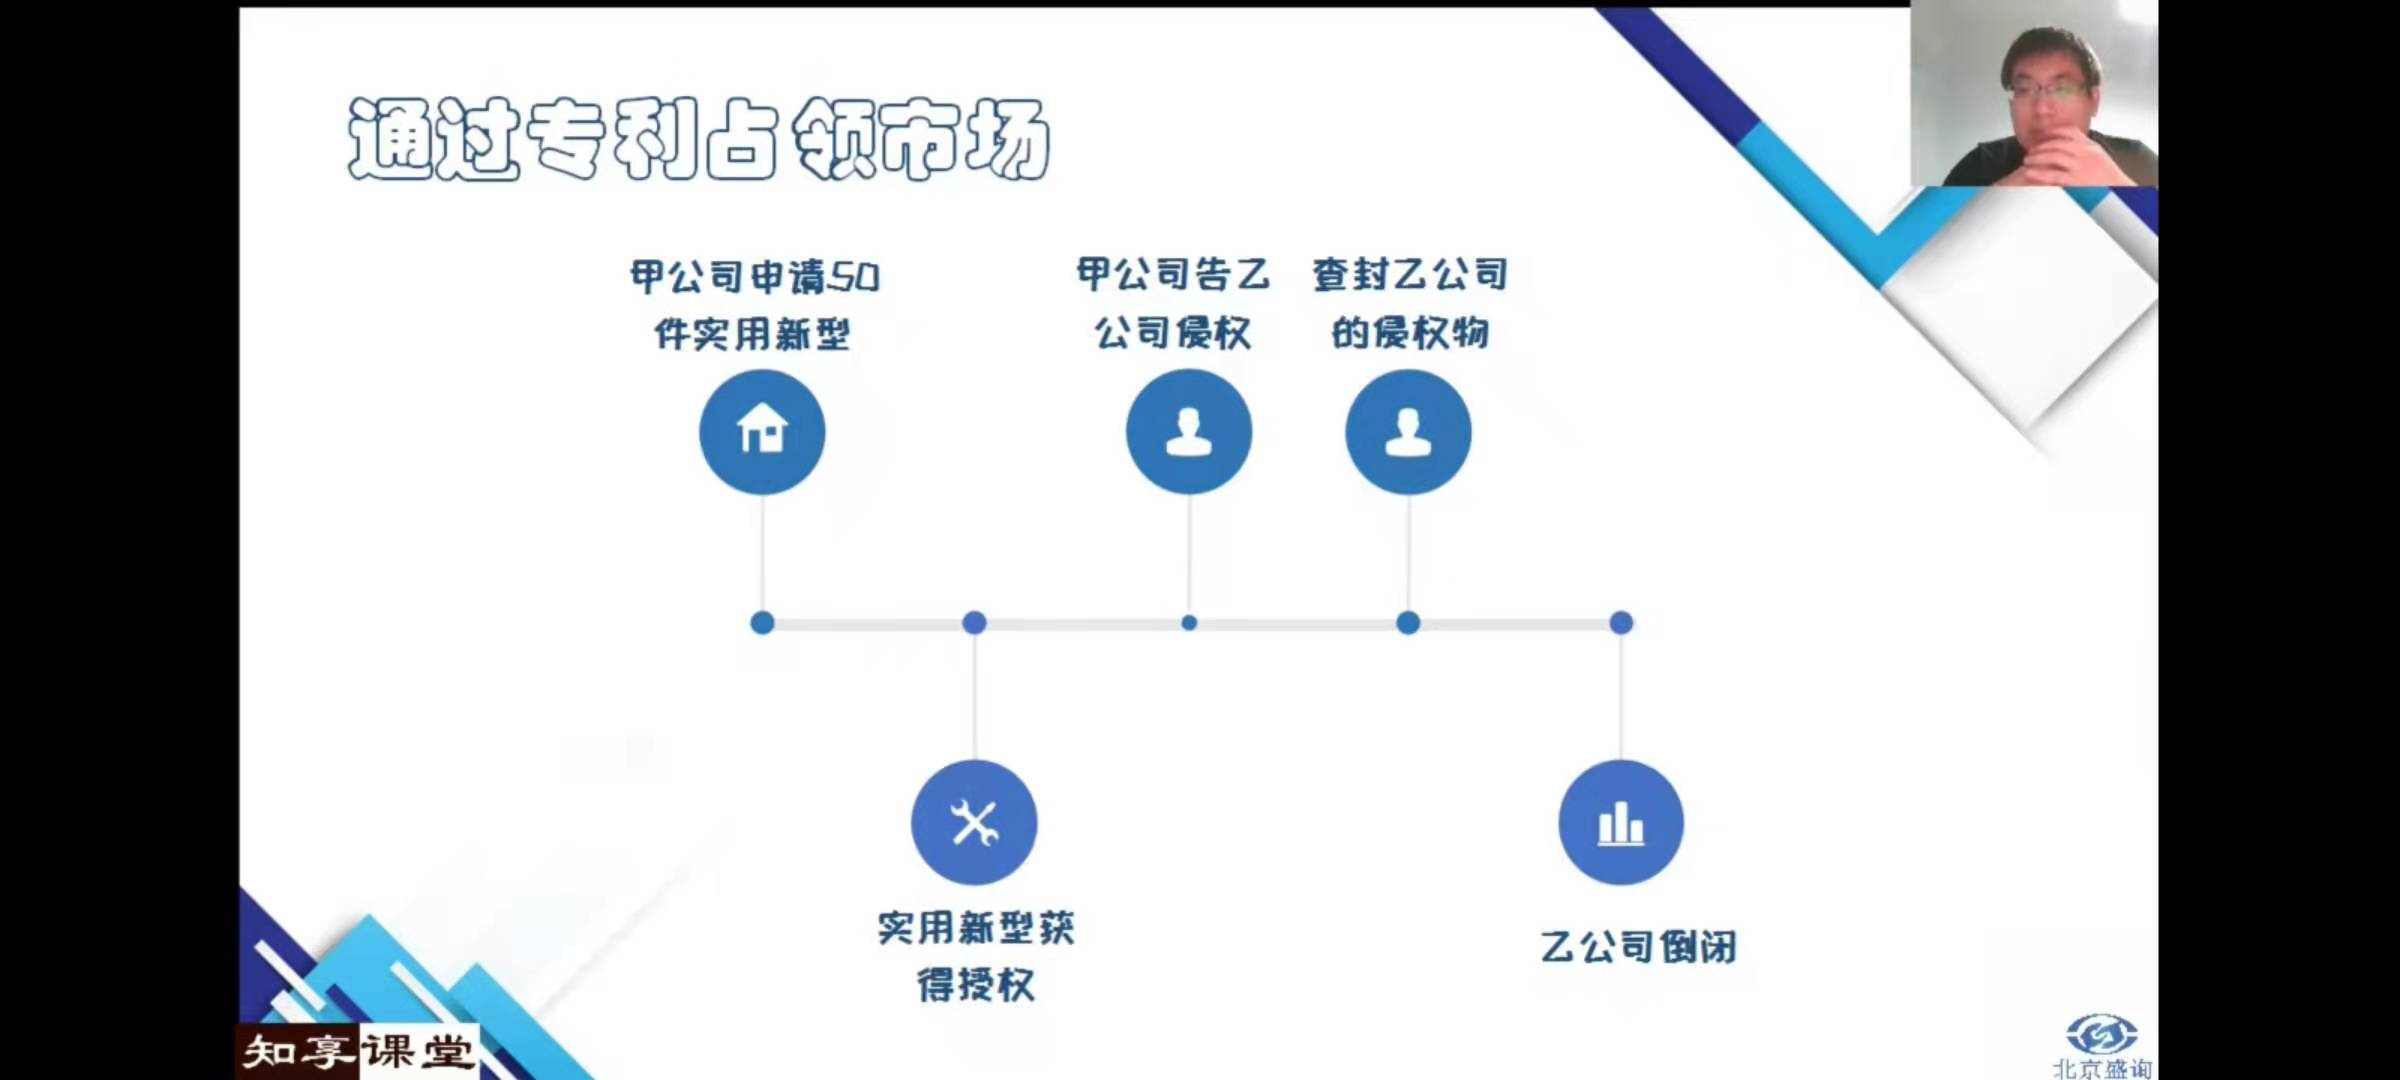 通过专利占领市场
甲公司申请50
件实用新型
甲公司告乙
公司侵权
查封乙公司
的侵权物
实用新型获
得授权
乙公司倒闭
知享课堂
北京盛询